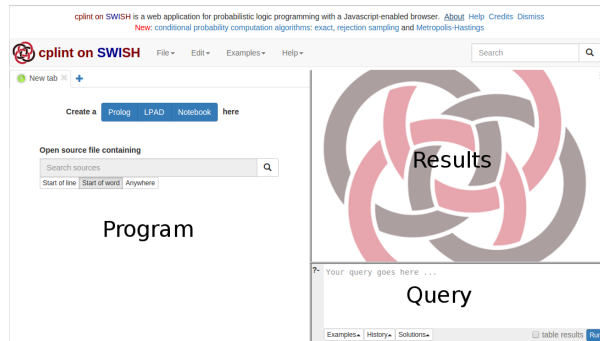 cplint on SWISH is a web application for probabilistic logic programming with a Javascript-enabled browser. About Help Credits Dismiss
New: conditional probability computation algorithms: exact, rejection sampling and Metropolis-Hastings
cplint on SWISH File Edit Examples Help Search
New tab
Create a Prolog LPAD Notebook here
Open source file containing
Search sources
Start of line Start of word Anywhere
Program
Results
?- Your query goes here ...
Query
Examples History Solutions table results Run